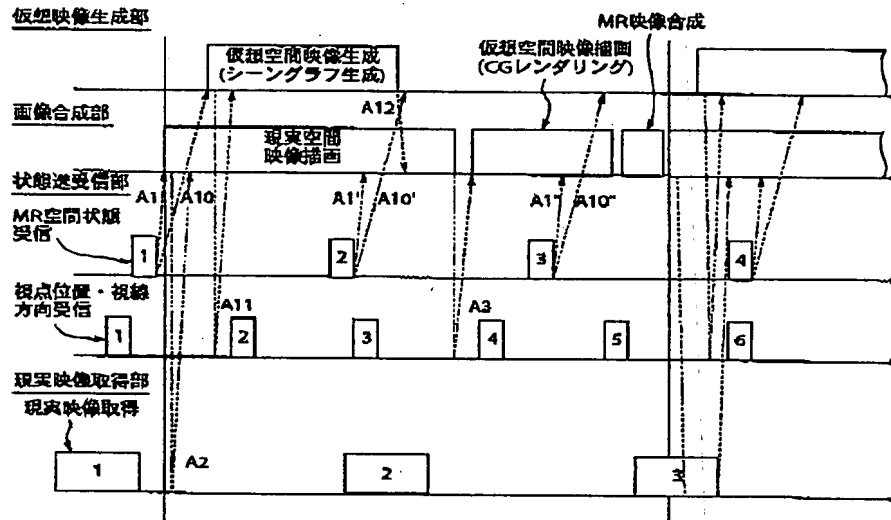 仮想映像生成部
MR映像合成
仮想空間映像生成
(シーングラフ生成)
仮想空間映像描画
(CGレンダリング)
画像合成部
A12
現実空間
映像描画
状態送受信部
A1
A10
A1'
A10'
A1"
A10"
MR空間状態
受信
1
2
3
4
視点位置・視線
方向受信
A11
A3
1
2
3
4
5
6
現実映像取得部
現実映像取得
A2
1
2
3